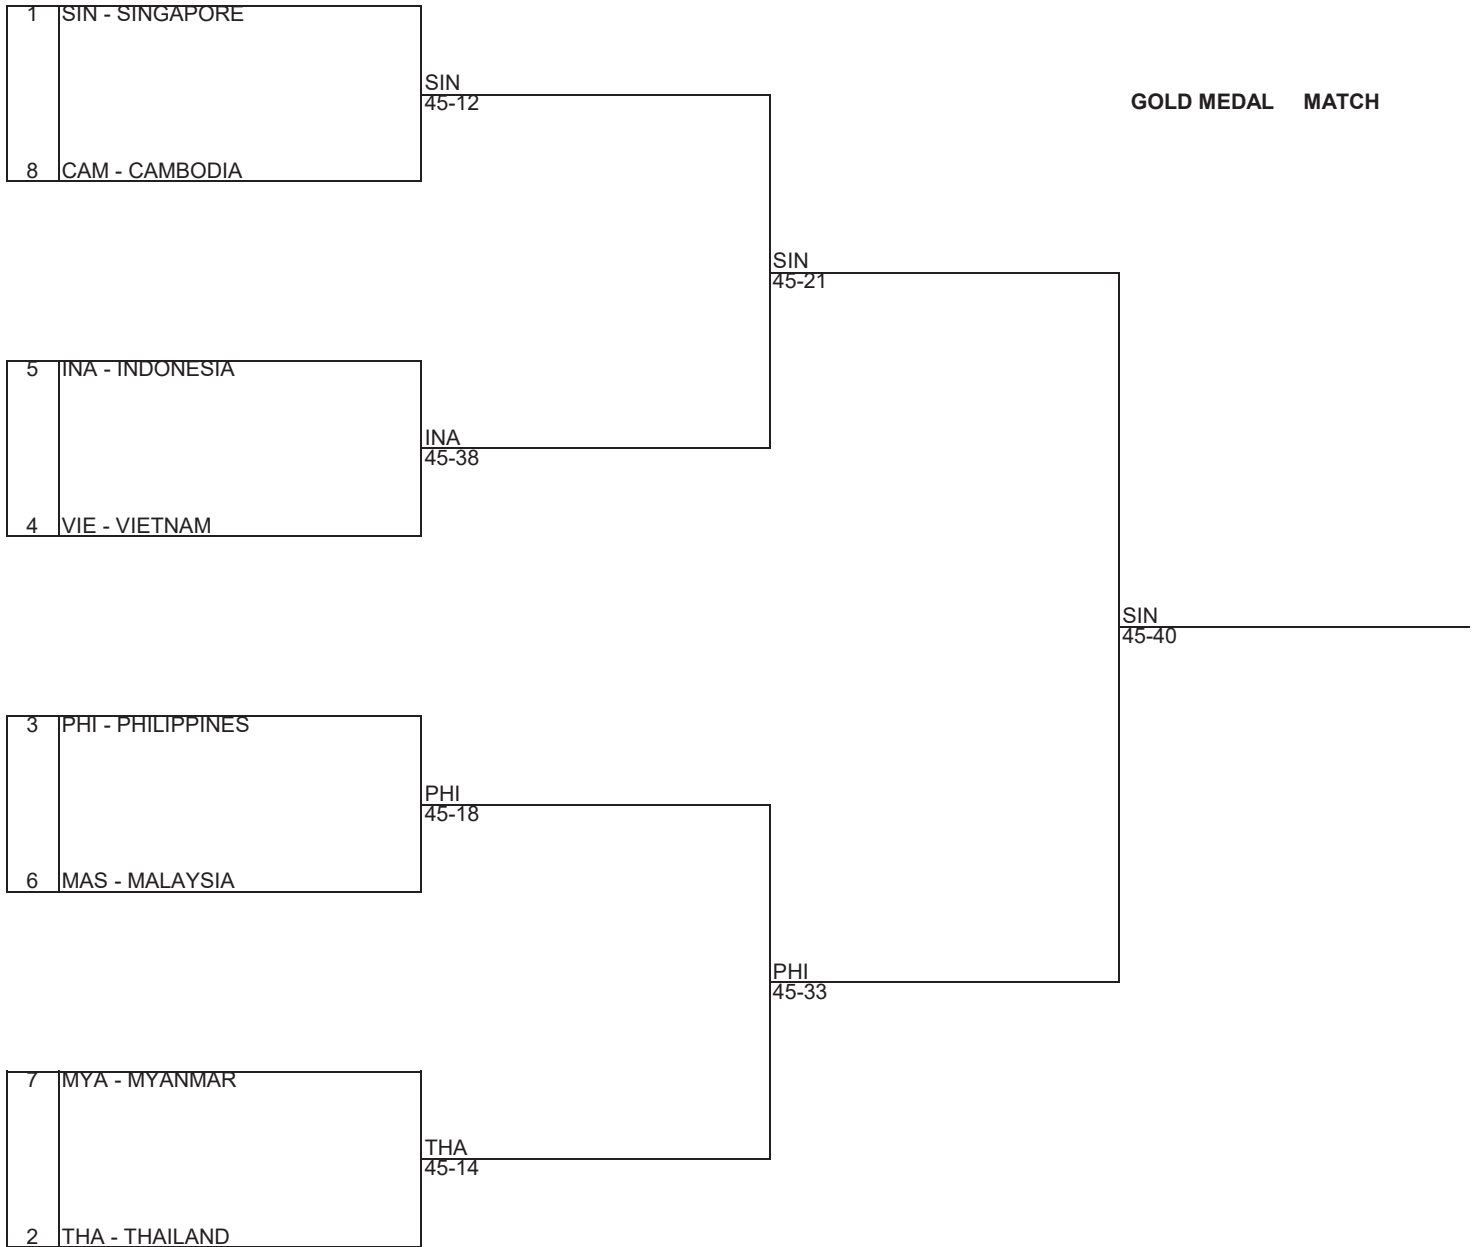 1 SIN - SINGAPORE
SIN
45-12
GOLD MEDAL MATCH
8 CAM - CAMBODIA
SIN
45-21
5 INA - INDONESIA
INA
45-38
4 VIE - VIETNAM
SIN
45-40
3 PHI - PHILIPPINES
PHI
45-18
6 MAS - MALAYSIA
PHI
45-33
7 MYA - MYANMAR
THA
45-14
2 THA - THAILAND